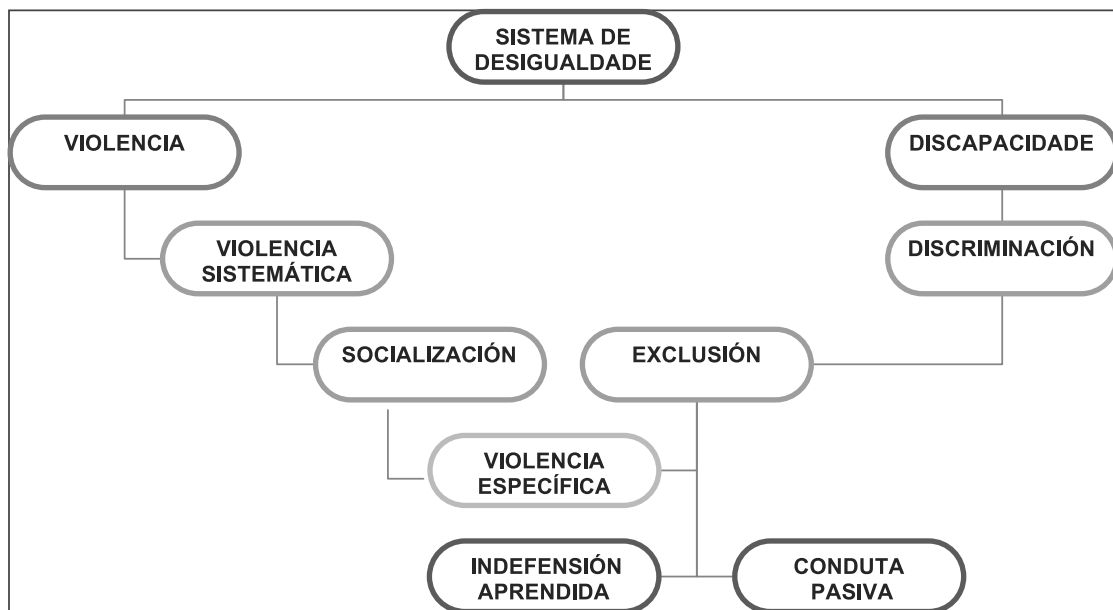 SISTEMA DE
DESIGUALDADE
VIOLENCIA
DISCAPACIDADE
VIOLENCIA
SISTEMÁTICA
DISCRIMINACIÓN
SOCIALIZACIÓN
EXCLUSIÓN
VIOLENCIA
ESPECÍFICA
INDEFENSIÓN
APRENDIDA
CONDUTA
PASIVA